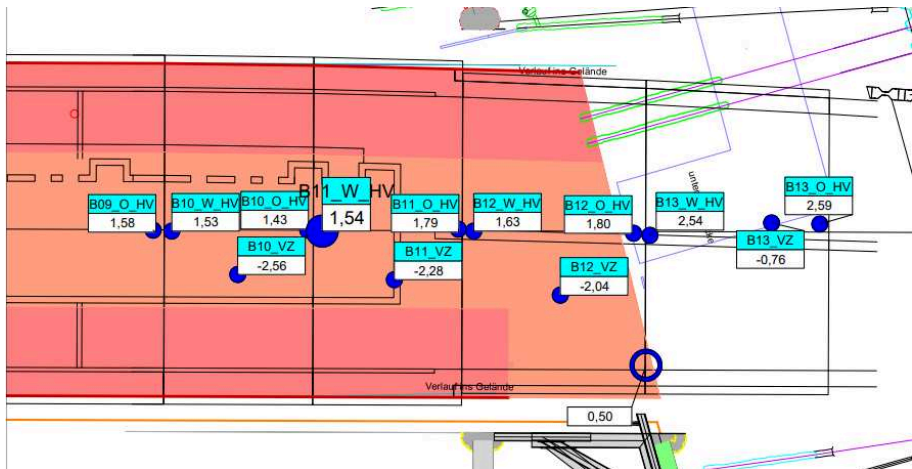 Verlauf ins Gelände
B09_O_HV
1,58
B10_W_HV
1,53
B10_O_HV
1,43
B11_W_HV
1,54
B11_O_HV
1,79
B12_W_HV
1,63
B12_O_HV
1,80
B13_W_HV
2,54
B13_O_HV
2,59
B10_VZ
-2,56
B11_VZ
-2,28
B12_VZ
-2,04
B13_VZ
-0,76
Verlauf ins Gelände
0,50